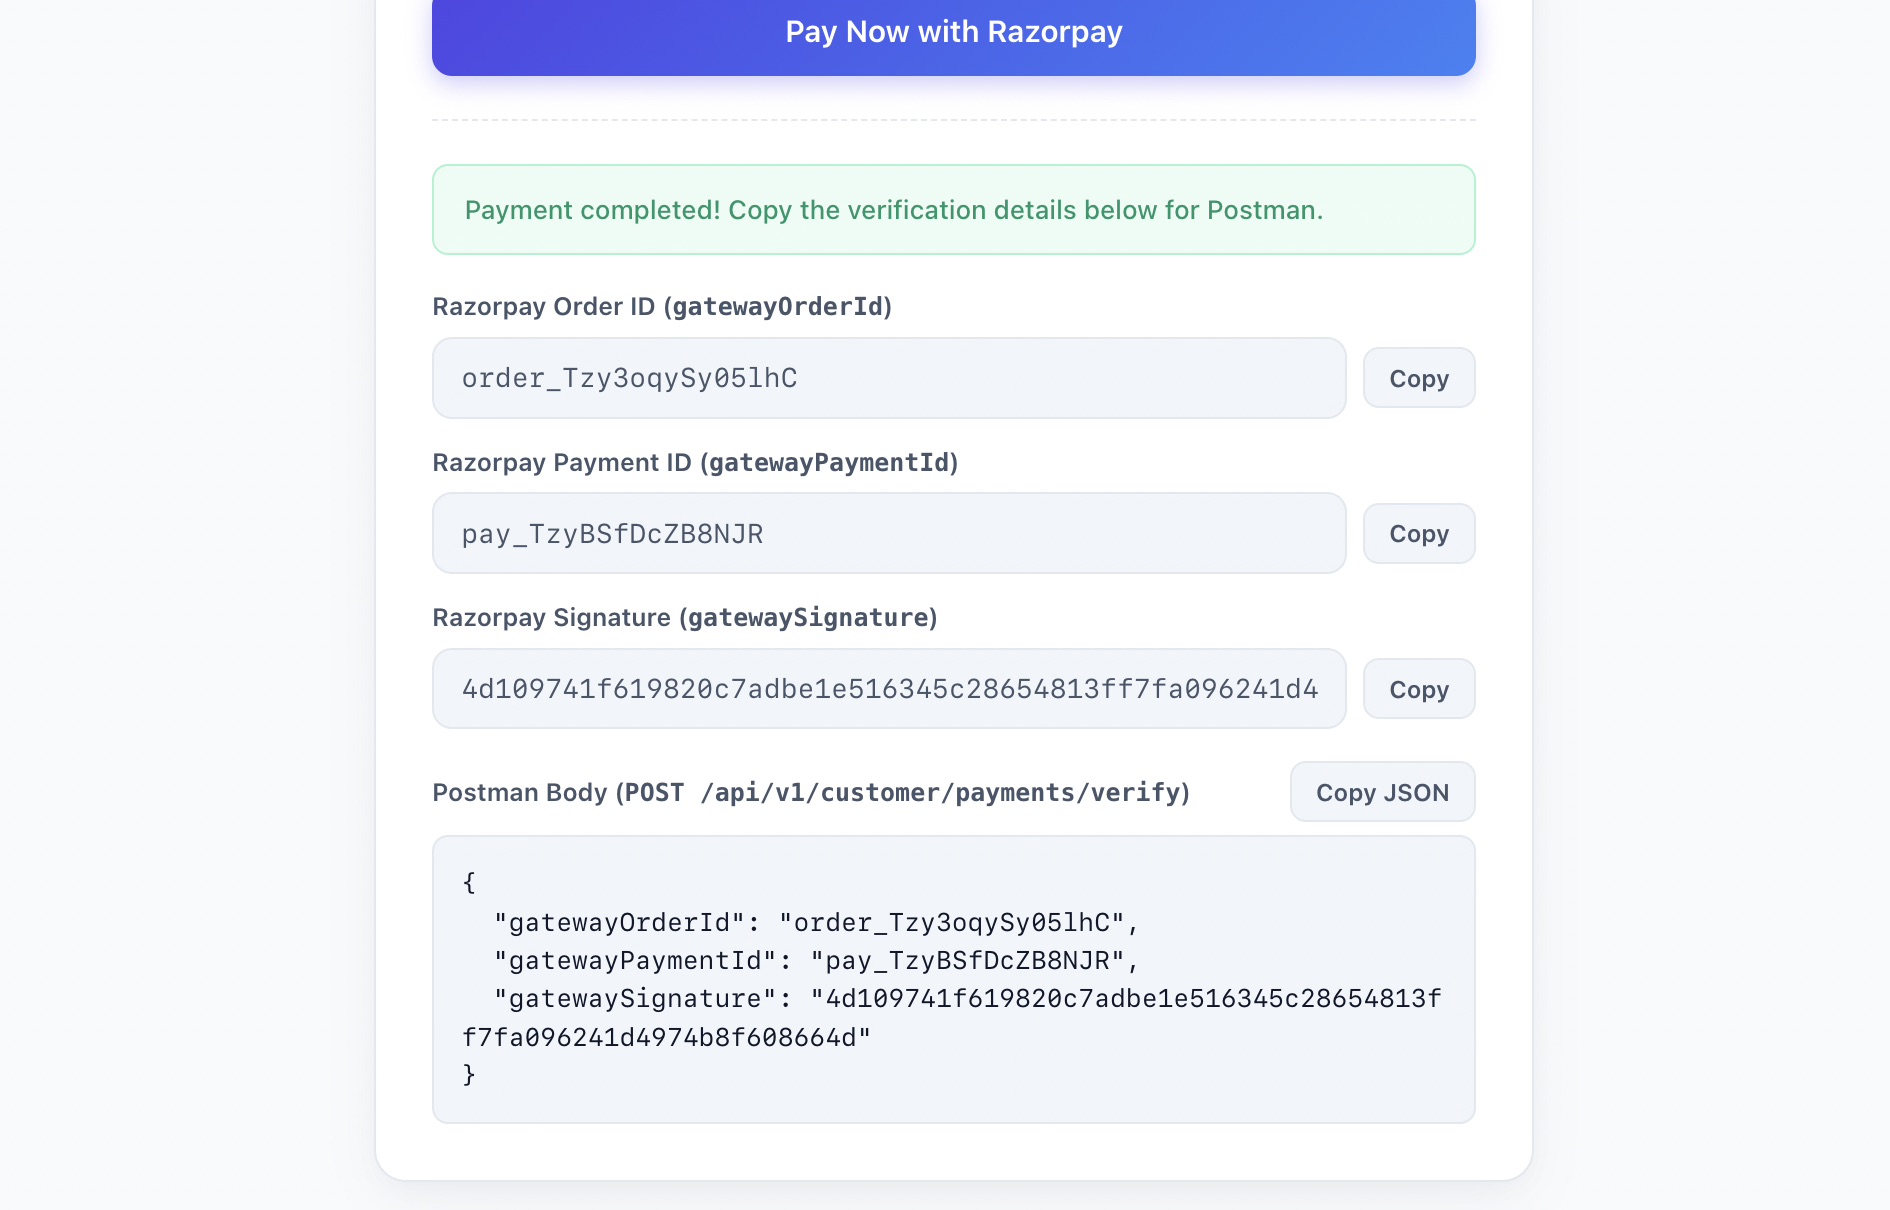 Pay Now with Razorpay
Payment completed! Copy the verification details below for Postman.
Razorpay Order ID (gatewayOrderId)
order_Tzy3oqySy05lhC
Copy
Razorpay Payment ID (gatewayPaymentId)
pay_TzyBSfDcZB8NJR
Copy
Razorpay Signature (gatewaySignature)
4d109741f619820c7adbe1e516345c28654813ff7fa096241d4
Copy
Postman Body (POST /api/v1/customer/payments/verify)
Copy JSON
{
  "gatewayOrderId": "order_Tzy3oqySy05lhC",
  "gatewayPaymentId": "pay_TzyBSfDcZB8NJR",
  "gatewaySignature": "4d109741f619820c7adbe1e516345c28654813f
f7fa096241d4974b8f608664d"
}